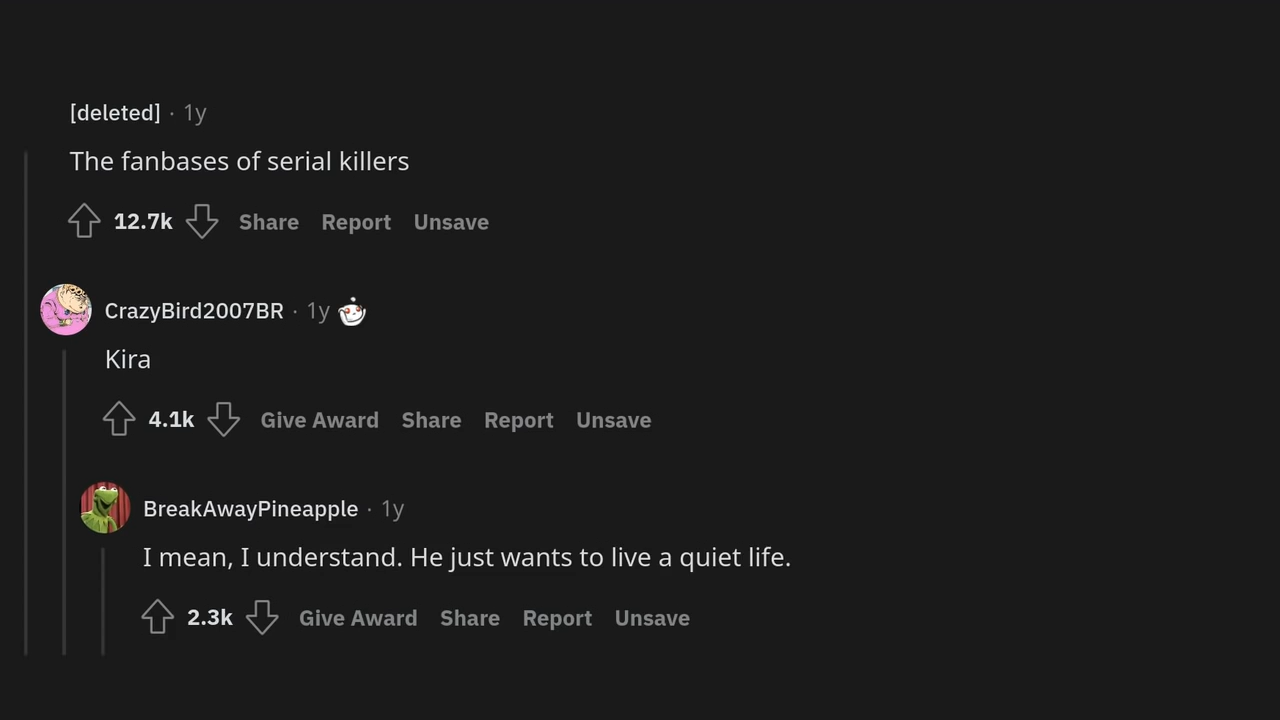 [deleted] · 1y
The fanbases of serial killers
12.7k Share Report Unsave
CrazyBird2007BR · 1y
Kira
4.1k Give Award Share Report Unsave
BreakAwayPineapple · 1y
I mean, I understand. He just wants to live a quiet life.
2.3k Give Award Share Report Unsave